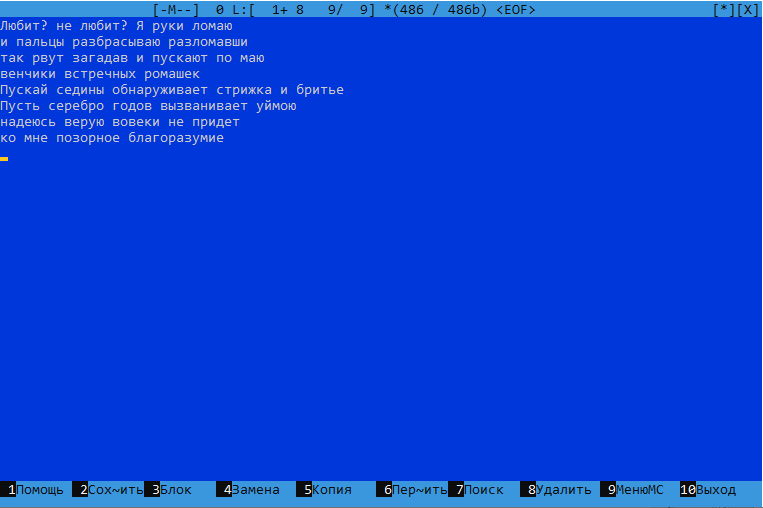 [-M--]  0 L:[  1+ 8   9/  9] *(486 / 486b) <EOF> [*][X]
Любит? не любит? Я руки ломаю
и пальцы разбрасываю разломавши
так рвут загадав и пускают по маю
венчики встречных ромашек
Пускай седины обнаруживает стрижка и бритье
Пусть серебро годов вызванивает уймою
надеюсь верую вовеки не придет
ко мне позорное благоразумие
1Помощь 2Сох~ить 3Блок 4Замена 5Копия 6Пер~ить 7Поиск 8Удалить 9МенюМС 10Выход